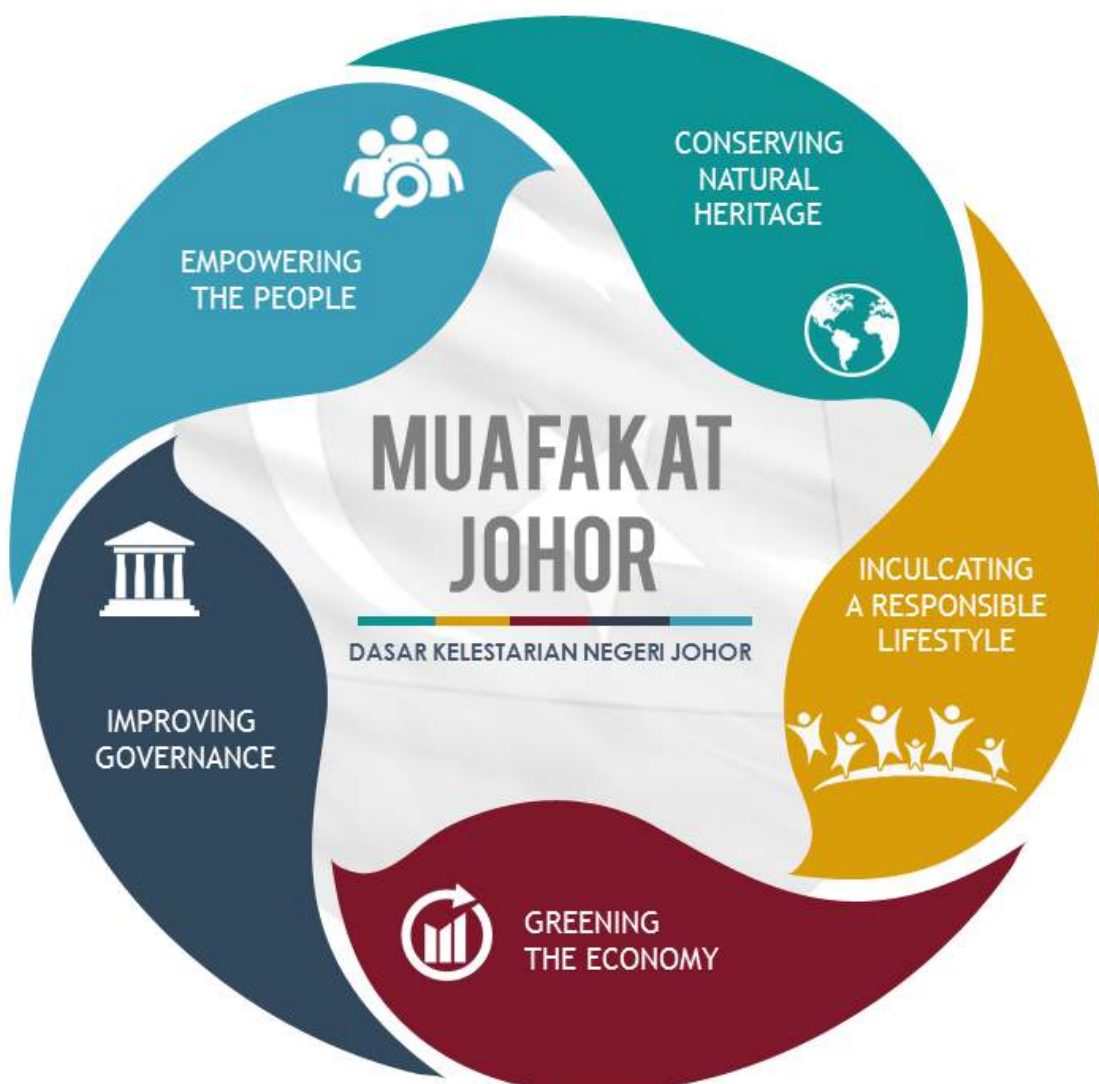 CONSERVING
NATURAL
HERITAGE
EMPOWERING
THE PEOPLE
MUAFAKAT
JOHOR
DASAR KELESTARIAN NEGERI JOHOR
INCULCATING
A RESPONSIBLE
LIFESTYLE
IMPROVING
GOVERNANCE
GREENING
THE ECONOMY